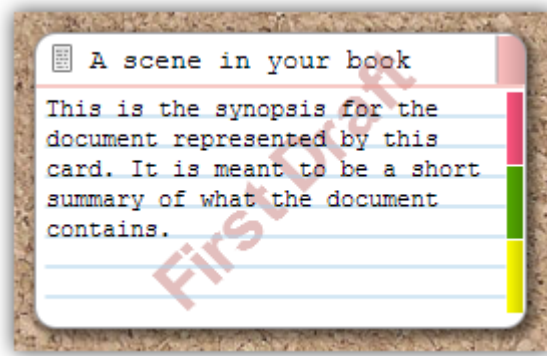 A scene in your book
This is the synopsis for the
document represented by this
card. It is meant to be a short
summary of what the document
contains.
First Draft